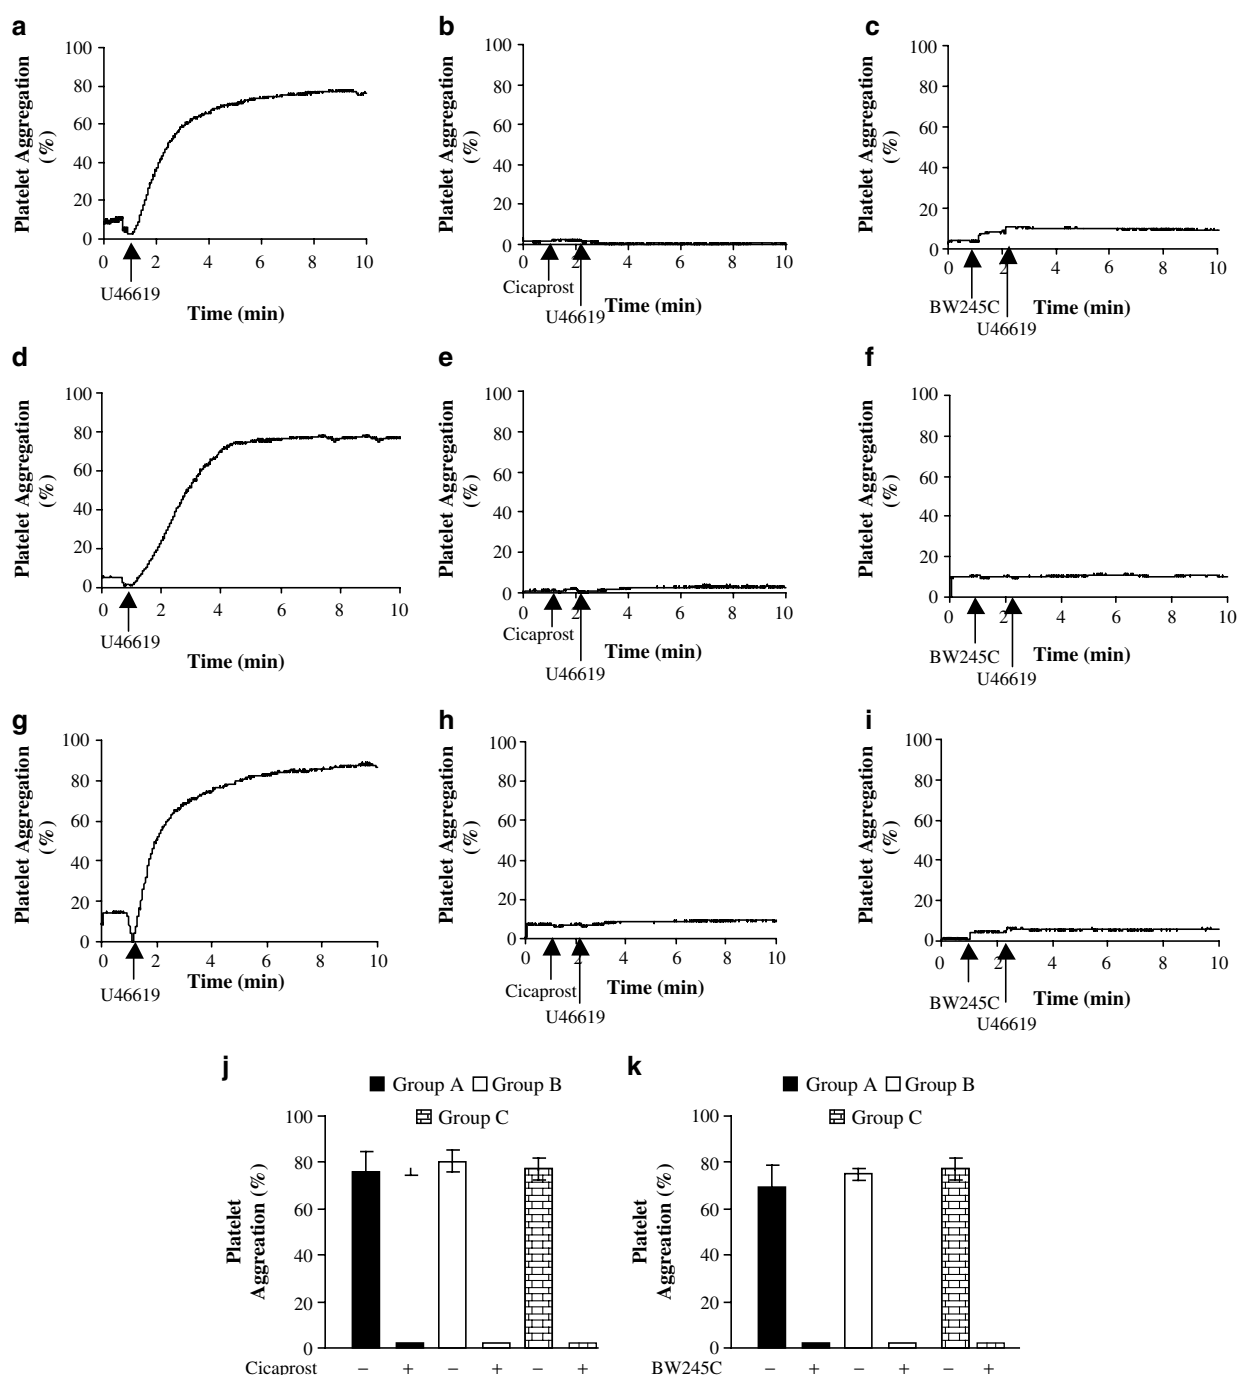 a
Platelet Aggregation
(%)
100
80
60
40
20
0
0 2 4 6 8 10
U46619
Time (min)
b
Platelet Aggregation
(%)
100
80
60
40
20
0
0 2 4 6 8 10
Cicaprost
U46619
Time (min)
c
Platelet Aggregation
(%)
100
80
60
40
20
0
0 2 4 6 8 10
BW245C
U46619
Time (min)
d
Platelet Aggregation
(%)
100
80
60
40
20
0
0 2 4 6 8 10
U46619
Time (min)
e
Platelet Aggregation
(%)
100
80
60
40
20
0
0 2 4 6 8 10
Cicaprost
U46619
Time (min)
f
Platelet Aggregation
(%)
100
80
60
40
20
0
0 2 4 6 8 10
BW245C
U46619
Time (min)
g
Platelet Aggregation
(%)
100
80
60
40
20
0
0 2 4 6 8 10
U46619
Time (min)
h
Platelet Aggregation
(%)
100
80
60
40
20
0
0 2 4 6 8 10
Cicaprost
U46619
Time (min)
i
Platelet Aggregation
(%)
100
80
60
40
20
0
0 2 4 6 8 10
BW245C
U46619
Time (min)
j
Group A Group B
Group C
Platelet
Aggreation (%)
100
80
60
40
20
0
Cicaprost − + − + − +
k
Group A Group B
Group C
Platelet
Aggreation (%)
100
80
60
40
20
0
BW245C − + − + − +